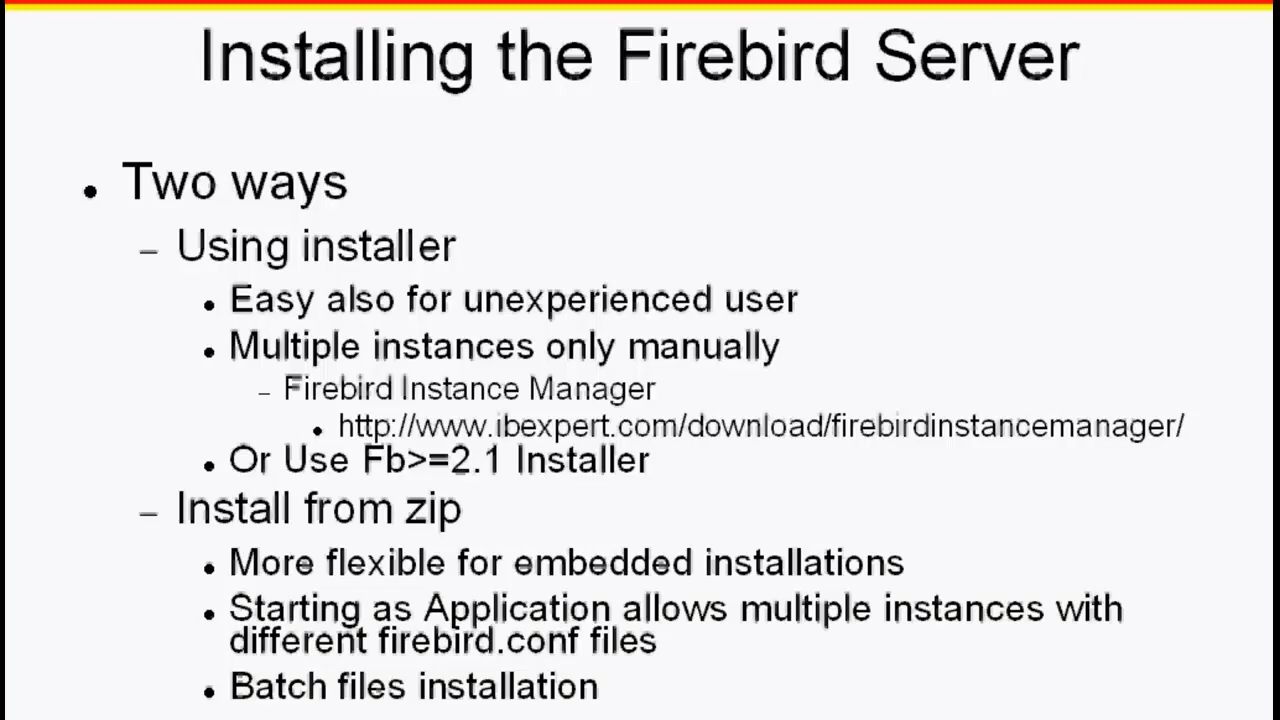 Installing the Firebird Server
• Two ways
– Using installer
• Easy also for unexperienced user
• Multiple instances only manually
– Firebird Instance Manager
• http://www.ibexpert.com/download/firebirdinstancemanager/
• Or Use Fb>=2.1 Installer
– Install from zip
• More flexible for embedded installations
• Starting as Application allows multiple instances with
different firebird.conf files
• Batch files installation